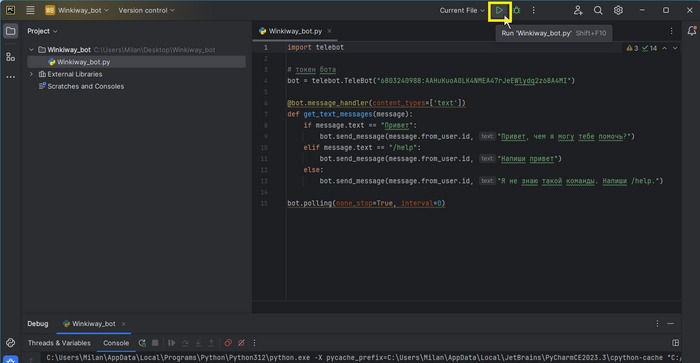 Winkiway_bot Version control Current File
Project
Winkiway_bot.py
Run 'Winkiway_bot.py' Shift+F10
Winkiway_bot C:\Users\Milan\Desktop\Winkiway_bot
Winkiway_bot.py
External Libraries
Scratches and Consoles
3 14
1 import telebot
3 # токен бота
4 bot = telebot.TeleBot("6803240988:AAHuKuoA0LK4NMEA47rJeEWlydq2z68A4MI")
6 @bot.message_handler(content_types=['text'])
7 def get_text_messages(message):
8 if message.text == "Привет":
9 bot.send_message(message.from_user.id, text: "Привет, чем я могу тебе помочь?")
10 elif message.text == "/help":
11 bot.send_message(message.from_user.id, text: "Напиши привет")
12 else:
13 bot.send_message(message.from_user.id, text: "Я не знаю такой команды. Напиши /help.")
15 bot.polling(none_stop=True, interval=0)
Debug Winkiway_bot
Threads & Variables Console
C:\Users\Milan\AppData\Local\Programs\Python\Python312\python.exe -X pycache_prefix=C:\Users\Milan\AppData\Local\JetBrains\PyCharmCE2023.3\cpython-cache "C:/